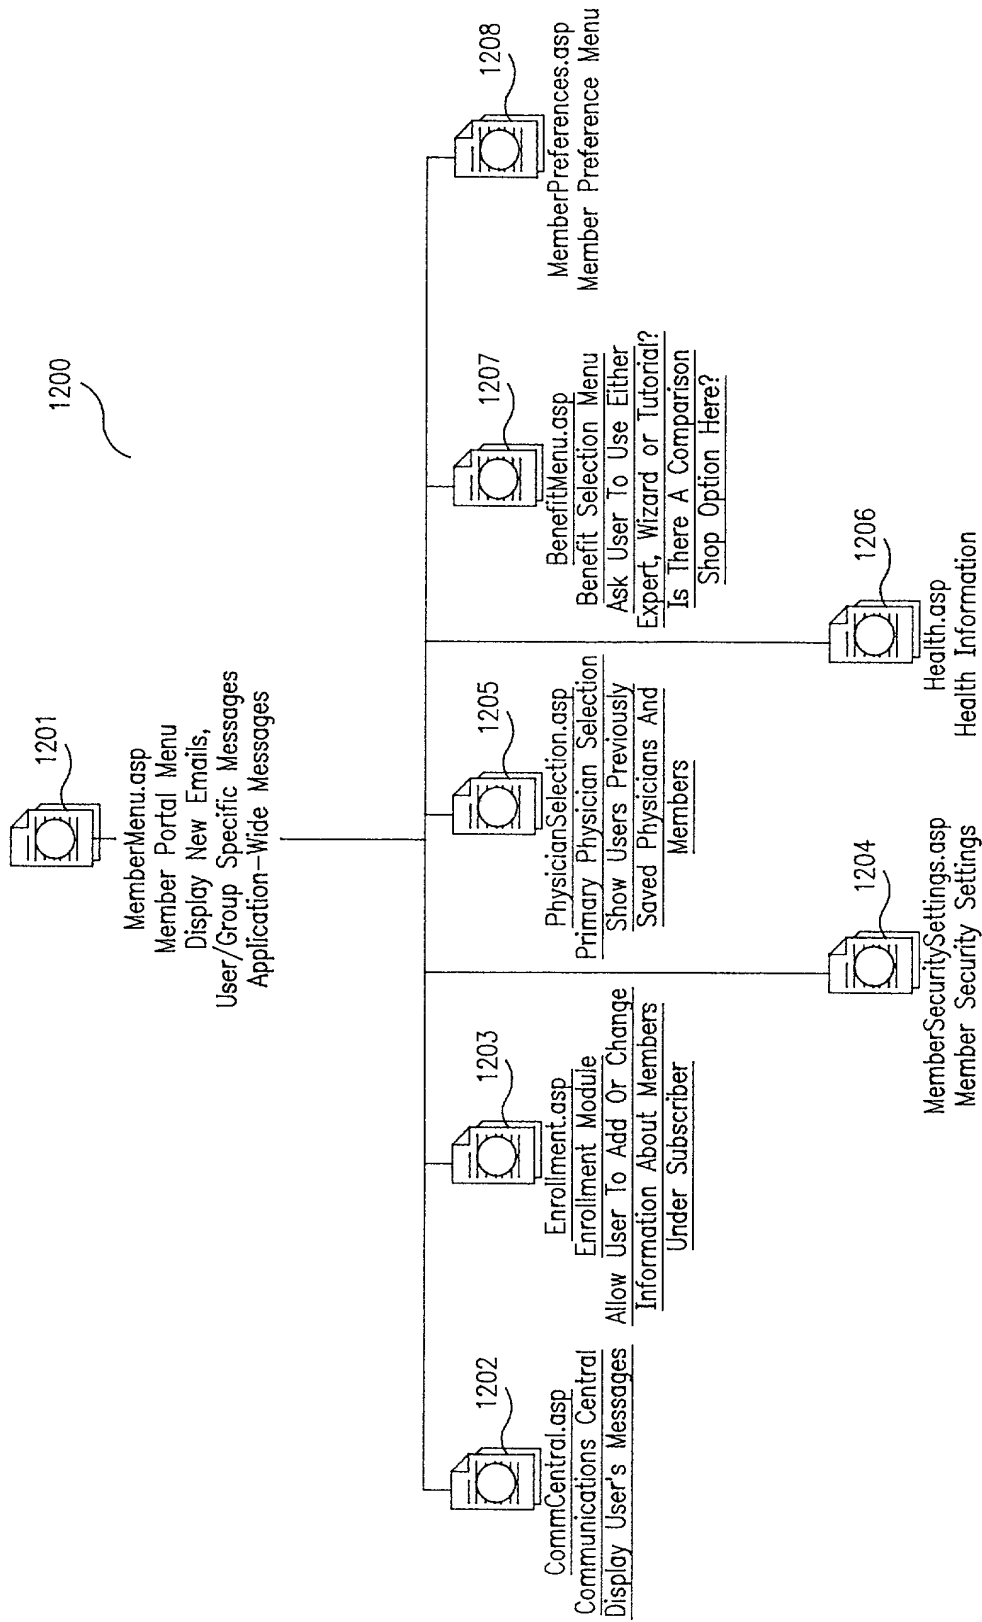 1200
1201
MemberMenu.asp
Member Portal Menu
Display New Emails,
User/Group Specific Messages
Application-Wide Messages
1202
CommCentral.asp
Communications Central
Display User's Messages
1203
Enrollment.asp
Enrollment Module
Allow User To Add Or Change
Information About Members
Under Subscriber
1204
MemberSecuritySettings.asp
Member Security Settings
1205
PhysicianSelection.asp
Primary Physician Selection
Show Users Previously
Saved Physicians And
Members
1206
Health.asp
Health Information
1207
BenefitMenu.asp
Benefit Selection Menu
Ask User To Use Either
Expert, Wizard or Tutorial?
Is There A Comparison
Shop Option Here?
1208
MemberPreferences.asp
Member Preference Menu